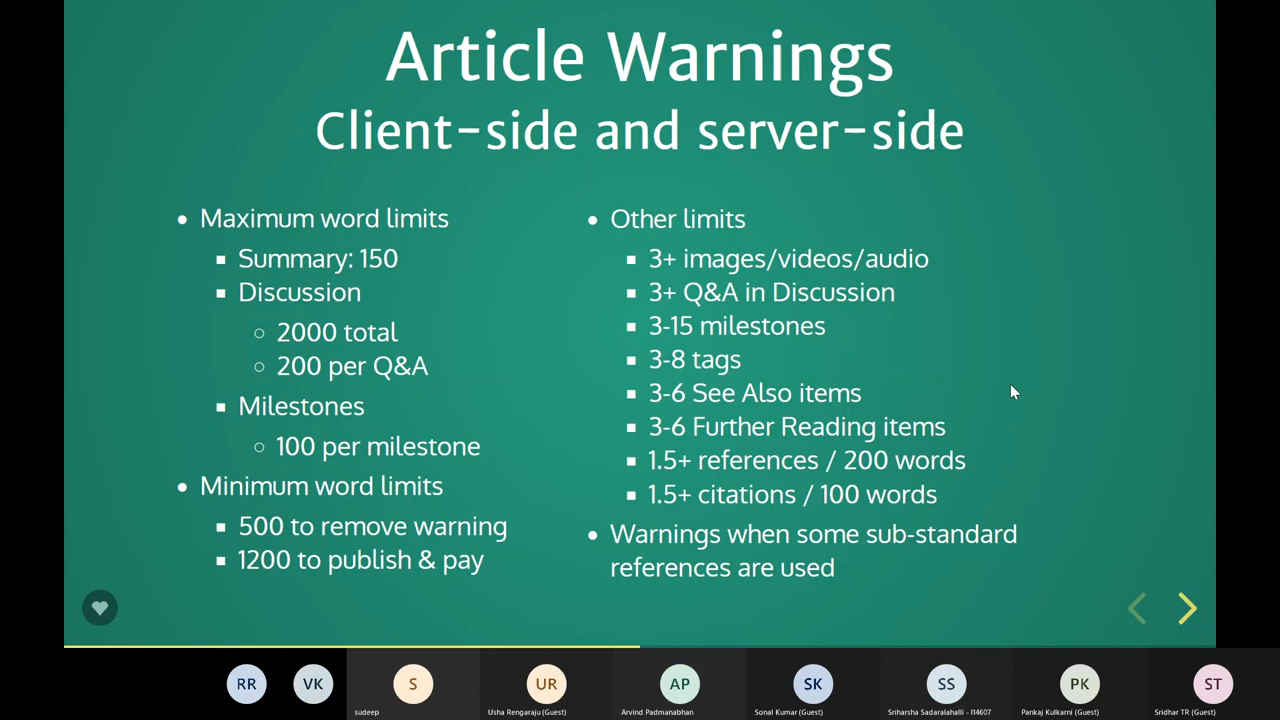 Article Warnings
Client-side and server-side
Maximum word limits
Summary: 150
Discussion
2000 total
200 per Q&A
Milestones
100 per milestone
Minimum word limits
500 to remove warning
1200 to publish & pay
Other limits
3+ images/videos/audio
3+ Q&A in Discussion
3-15 milestones
3-8 tags
3-6 See Also items
3-6 Further Reading items
1.5+ references / 200 words
1.5+ citations / 100 words
Warnings when some sub-standard
references are used
RR
VK
S
UR
AP
SK
SS
PK
ST
sudeep
Usha Rengaraju (Guest)
Arvind Padmanabhan
Sonal Kumar (Guest)
Sriharsha Sadaralahalli - I14607
Pankaj Kulkarni (Guest)
Sridhar TR (Guest)